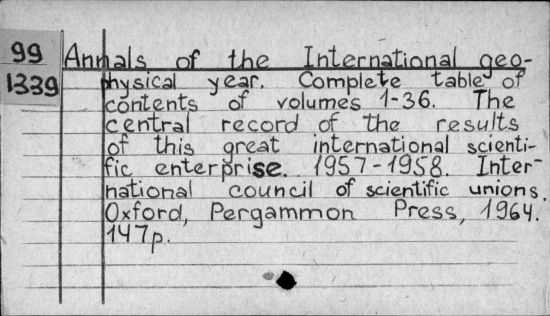 99
1339
Annals of the International geo-
physical year. Complete table of
contents of volumes 1-36. The
central record of the results
of this great international scienti-
fic enterprise. 1957-1958. Inter-
national council of scientific unions.
Oxford, Pergammon Press, 1964.
147p.